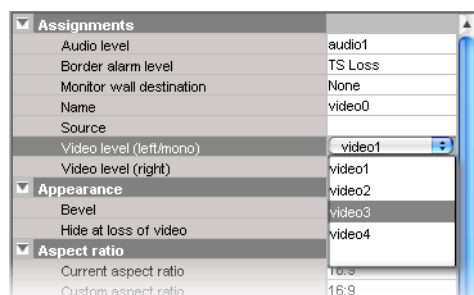 Assignments
Audio level audio1
Border alarm level TS Loss
Monitor wall destination None
Name video0
Source
Video level (left/mono) video1
Video level (right) video1
Appearance video2
Bevel video3
Hide at loss of video video4
Aspect ratio
Current aspect ratio 16:9
Custom aspect ratio 16:9